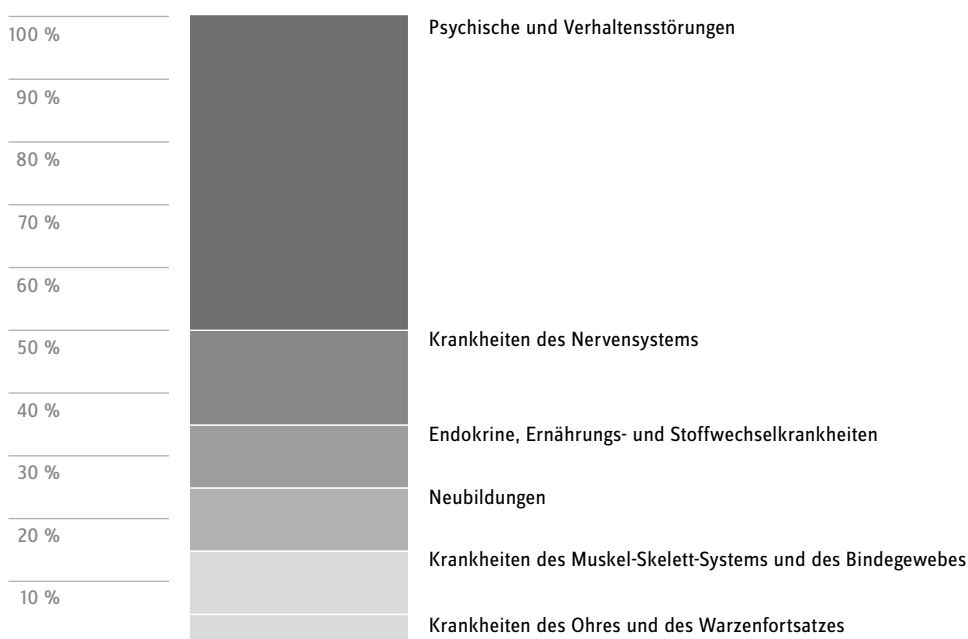 100 %
Psychische und Verhaltensstörungen
90 %
80 %
70 %
60 %
50 %
Krankheiten des Nervensystems
40 %
Endokrine, Ernährungs- und Stoffwechselkrankheiten
30 %
Neubildungen
20 %
Krankheiten des Muskel-Skelett-Systems und des Bindegewebes
10 %
Krankheiten des Ohres und des Warzenfortsatzes